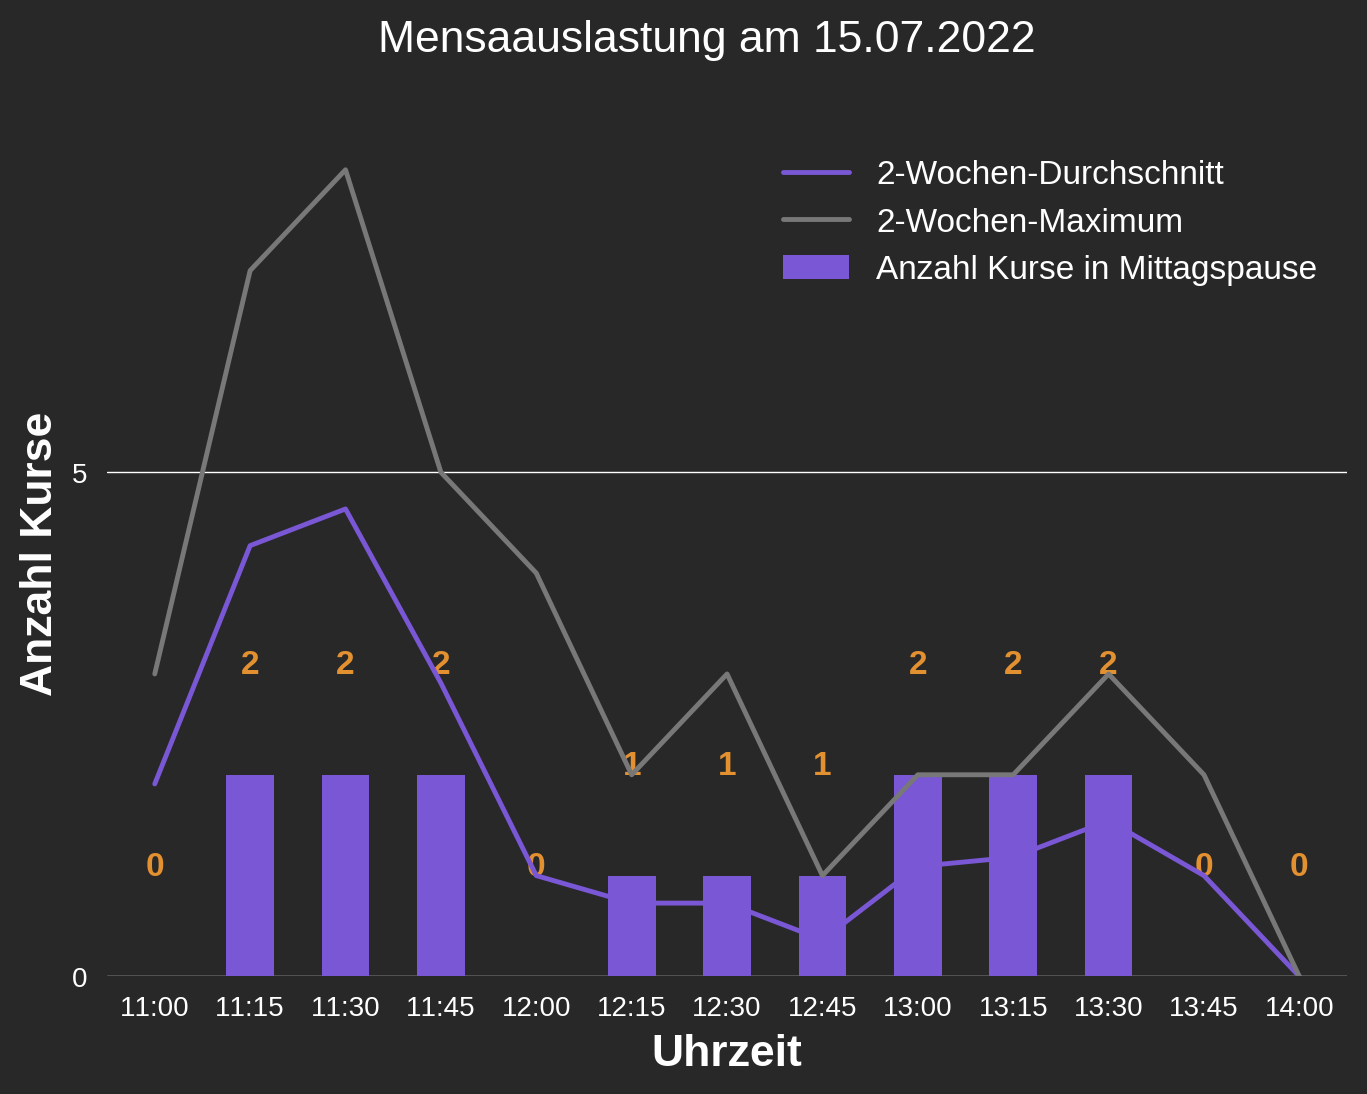 Mensaauslastung am 15.07.2022
2-Wochen-Durchschnitt
2-Wochen-Maximum
Anzahl Kurse in Mittagspause
Anzahl Kurse
5
0
0
2
2
2
0
1
1
1
2
2
2
0
0
11:00 11:15 11:30 11:45 12:00 12:15 12:30 12:45 13:00 13:15 13:30 13:45 14:00
Uhrzeit